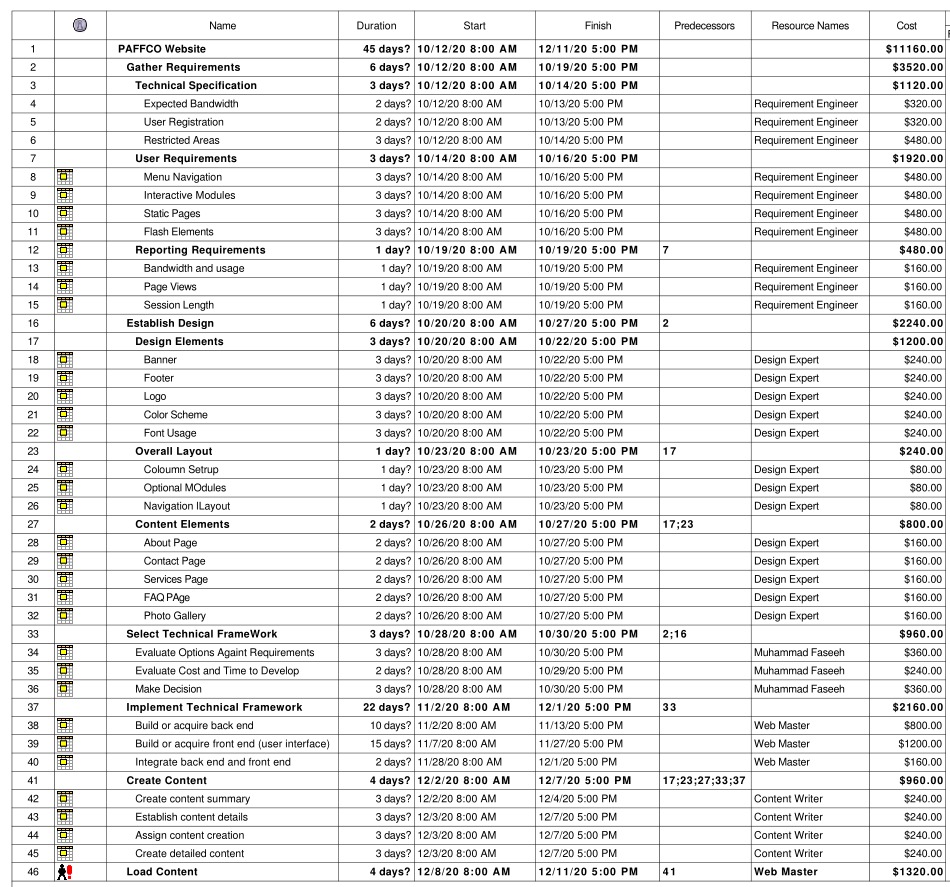 Name Duration Start Finish Predecessors Resource Names Cost
1 PAFFCO Website 45 days? 10/12/20 8:00 AM 12/11/20 5:00 PM $11160.00
2 Gather Requirements 6 days? 10/12/20 8:00 AM 10/19/20 5:00 PM $3520.00
3 Technical Specification 3 days? 10/12/20 8:00 AM 10/14/20 5:00 PM $1120.00
4 Expected Bandwidth 2 days? 10/12/20 8:00 AM 10/13/20 5:00 PM Requirement Engineer $320.00
5 User Registration 2 days? 10/12/20 8:00 AM 10/13/20 5:00 PM Requirement Engineer $320.00
6 Restricted Areas 3 days? 10/12/20 8:00 AM 10/14/20 5:00 PM Requirement Engineer $480.00
7 User Requirements 3 days? 10/14/20 8:00 AM 10/16/20 5:00 PM $1920.00
8 Menu Navigation 3 days? 10/14/20 8:00 AM 10/16/20 5:00 PM Requirement Engineer $480.00
9 Interactive Modules 3 days? 10/14/20 8:00 AM 10/16/20 5:00 PM Requirement Engineer $480.00
10 Static Pages 3 days? 10/14/20 8:00 AM 10/16/20 5:00 PM Requirement Engineer $480.00
11 Flash Elements 3 days? 10/14/20 8:00 AM 10/16/20 5:00 PM Requirement Engineer $480.00
12 Reporting Requirements 1 day? 10/19/20 8:00 AM 10/19/20 5:00 PM 7 $480.00
13 Bandwidth and usage 1 day? 10/19/20 8:00 AM 10/19/20 5:00 PM Requirement Engineer $160.00
14 Page Views 1 day? 10/19/20 8:00 AM 10/19/20 5:00 PM Requirement Engineer $160.00
15 Session Length 1 day? 10/19/20 8:00 AM 10/19/20 5:00 PM Requirement Engineer $160.00
16 Establish Design 6 days? 10/20/20 8:00 AM 10/27/20 5:00 PM 2 $2240.00
17 Design Elements 3 days? 10/20/20 8:00 AM 10/22/20 5:00 PM $1200.00
18 Banner 3 days? 10/20/20 8:00 AM 10/22/20 5:00 PM Design Expert $240.00
19 Footer 3 days? 10/20/20 8:00 AM 10/22/20 5:00 PM Design Expert $240.00
20 Logo 3 days? 10/20/20 8:00 AM 10/22/20 5:00 PM Design Expert $240.00
21 Color Scheme 3 days? 10/20/20 8:00 AM 10/22/20 5:00 PM Design Expert $240.00
22 Font Usage 3 days? 10/20/20 8:00 AM 10/22/20 5:00 PM Design Expert $240.00
23 Overall Layout 1 day? 10/23/20 8:00 AM 10/23/20 5:00 PM 17 $240.00
24 Coloumn Setrup 1 day? 10/23/20 8:00 AM 10/23/20 5:00 PM Design Expert $80.00
25 Optional MOdules 1 day? 10/23/20 8:00 AM 10/23/20 5:00 PM Design Expert $80.00
26 Navigation lLayout 1 day? 10/23/20 8:00 AM 10/23/20 5:00 PM Design Expert $80.00
27 Content Elements 2 days? 10/26/20 8:00 AM 10/27/20 5:00 PM 17;23 $800.00
28 About Page 2 days? 10/26/20 8:00 AM 10/27/20 5:00 PM Design Expert $160.00
29 Contact Page 2 days? 10/26/20 8:00 AM 10/27/20 5:00 PM Design Expert $160.00
30 Services Page 2 days? 10/26/20 8:00 AM 10/27/20 5:00 PM Design Expert $160.00
31 FAQ PAge 2 days? 10/26/20 8:00 AM 10/27/20 5:00 PM Design Expert $160.00
32 Photo Gallery 2 days? 10/26/20 8:00 AM 10/27/20 5:00 PM Design Expert $160.00
33 Select Technical FrameWork 3 days? 10/28/20 8:00 AM 10/30/20 5:00 PM 2;16 $960.00
34 Evaluate Options Againt Requirements 3 days? 10/28/20 8:00 AM 10/30/20 5:00 PM Muhammad Faseeh $360.00
35 Evaluate Cost and Time to Develop 2 days? 10/28/20 8:00 AM 10/29/20 5:00 PM Muhammad Faseeh $240.00
36 Make Decision 3 days? 10/28/20 8:00 AM 10/30/20 5:00 PM Muhammad Faseeh $360.00
37 Implement Technical Framework 22 days? 11/2/20 8:00 AM 12/1/20 5:00 PM 33 $2160.00
38 Build or acquire back end 10 days? 11/2/20 8:00 AM 11/13/20 5:00 PM Web Master $800.00
39 Build or acquire front end (user interface) 15 days? 11/7/20 8:00 AM 11/27/20 5:00 PM Web Master $1200.00
40 Integrate back end and front end 2 days? 11/28/20 8:00 AM 12/1/20 5:00 PM Web Master $160.00
41 Create Content 4 days? 12/2/20 8:00 AM 12/7/20 5:00 PM 17;23;27;33;37 $960.00
42 Create content summary 3 days? 12/2/20 8:00 AM 12/4/20 5:00 PM Content Writer $240.00
43 Establish content details 3 days? 12/3/20 8:00 AM 12/7/20 5:00 PM Content Writer $240.00
44 Assign content creation 3 days? 12/3/20 8:00 AM 12/7/20 5:00 PM Content Writer $240.00
45 Create detailed content 3 days? 12/3/20 8:00 AM 12/7/20 5:00 PM Content Writer $240.00
46 Load Content 4 days? 12/8/20 8:00 AM 12/11/20 5:00 PM 41 Web Master $1320.00